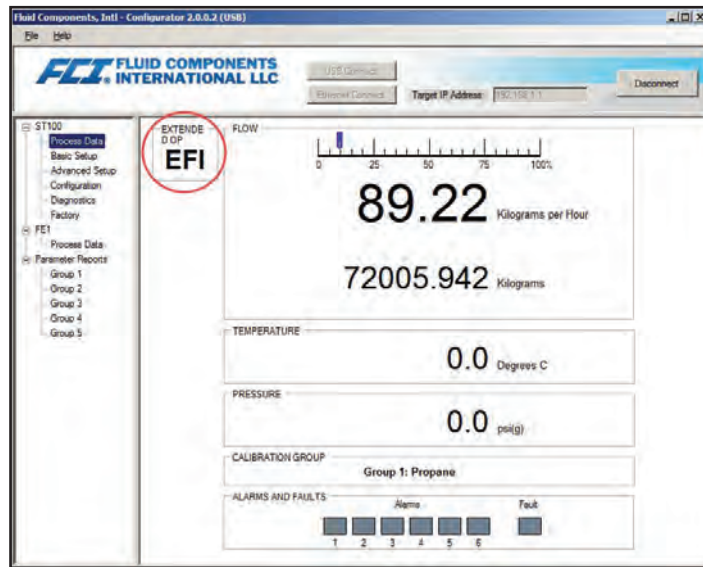 Fluid Components, Intl - Configurator 2.0.0.2 (USB)
File Help
FCI FLUID COMPONENTS
INTERNATIONAL LLC
USB Connect
Ethernet Connect
Target IP Address
192.168.1.1
Disconnect
ST100
Process Data
Basic Setup
Advanced Setup
Configuration
Diagnostics
Factory
FE1
Process Data
Parameter Reports
Group 1
Group 2
Group 3
Group 4
Group 5
EXTENDE
D OP
EFI
FLOW
0 25 50 75 100%
89.22 Kilograms per Hour
72005.942 Kilograms
TEMPERATURE
0.0 Degrees C
PRESSURE
0.0 psi(g)
CALIBRATION GROUP
Group 1: Propane
ALARMS AND FAULTS
Alarms Fault
1 2 3 4 5 6